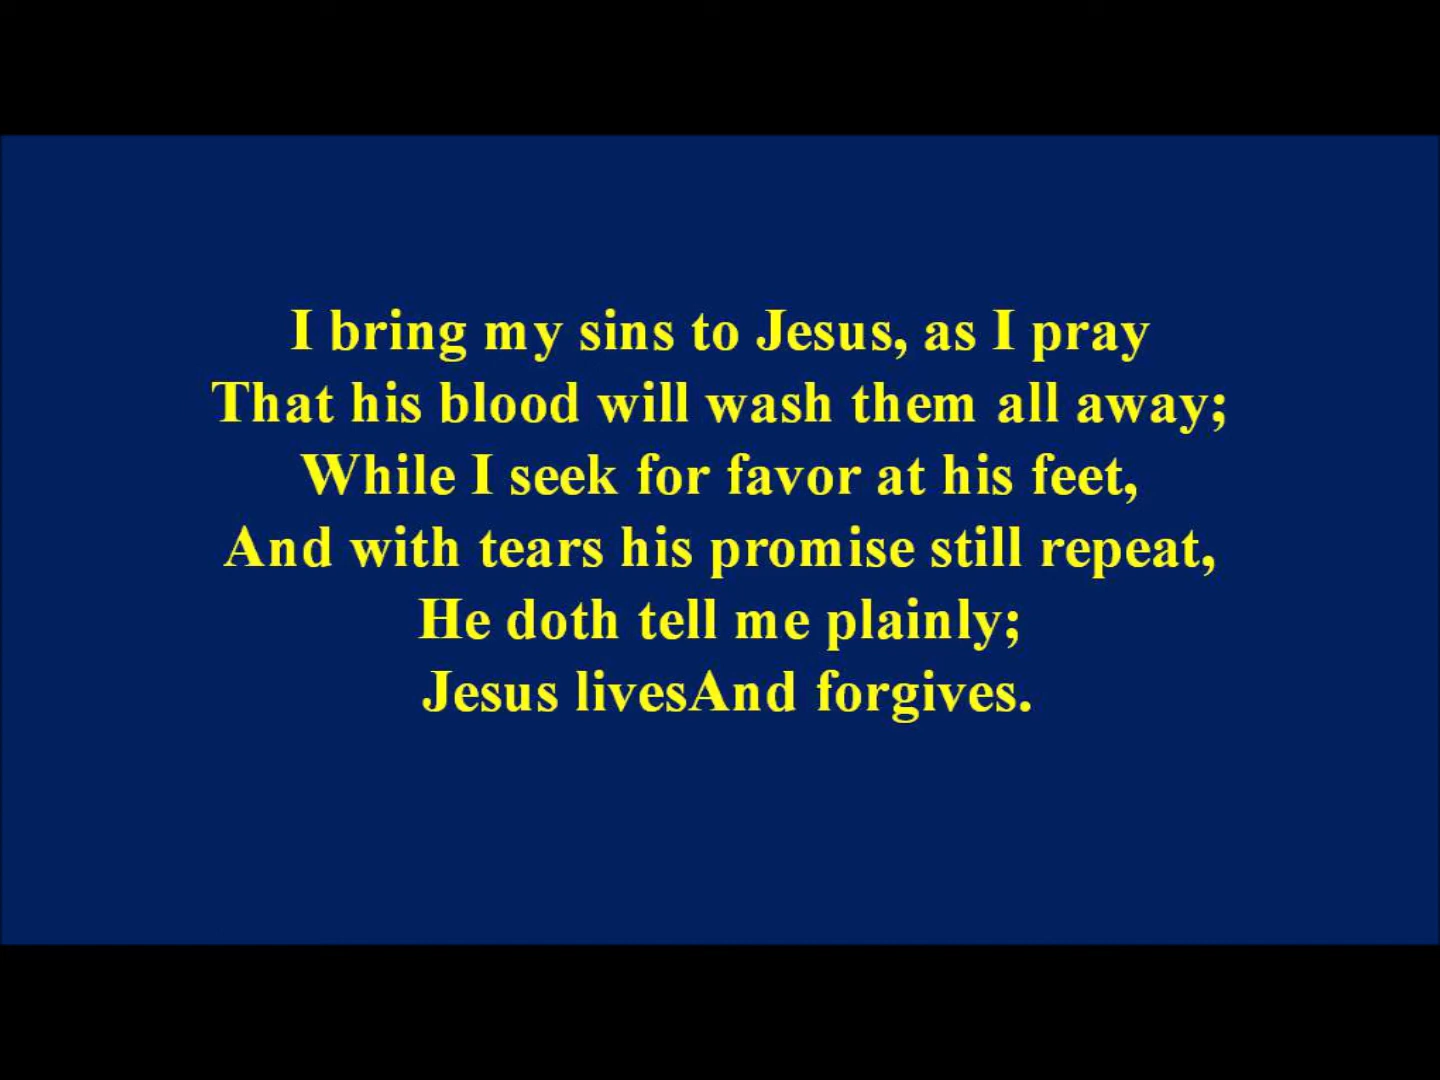 I bring my sins to Jesus, as I pray
That his blood will wash them all away;
While I seek for favor at his feet,
And with tears his promise still repeat,
He doth tell me plainly;
Jesus livesAnd forgives.